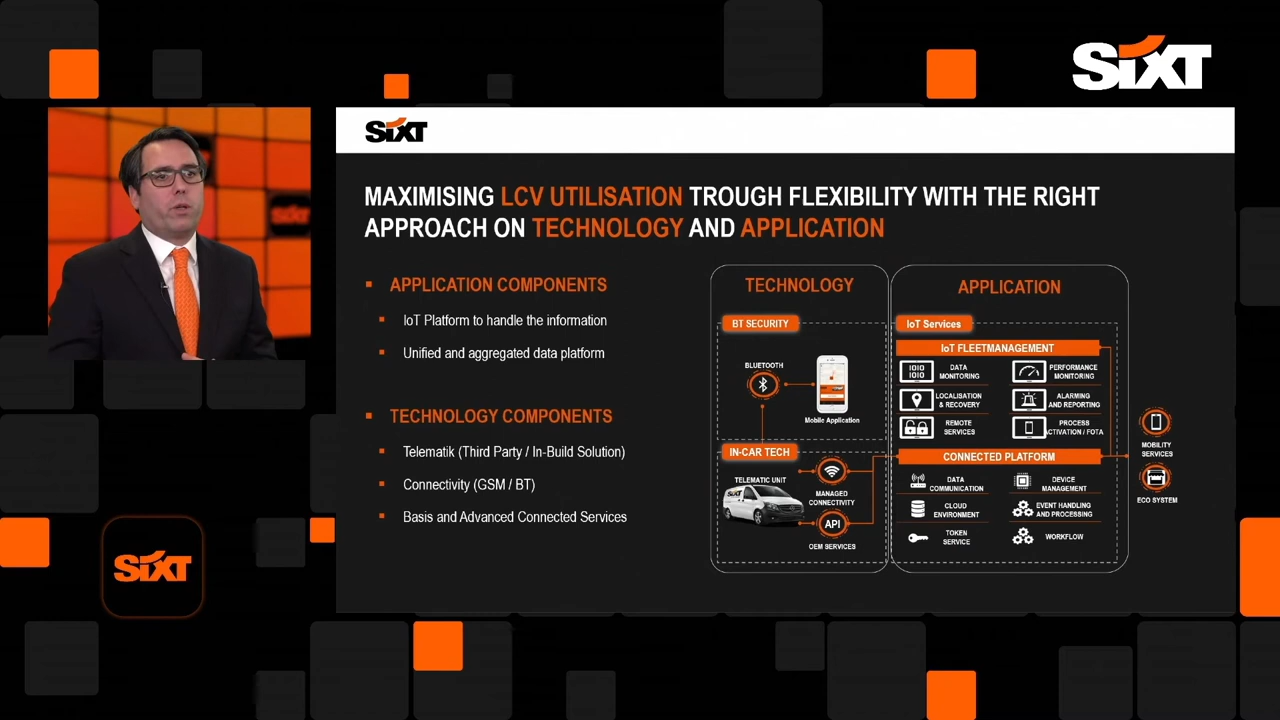 SiXT
SiXT
MAXIMISING LCV UTILISATION TROUGH FLEXIBILITY WITH THE RIGHT
APPROACH ON TECHNOLOGY AND APPLICATION
APPLICATION COMPONENTS
IoT Platform to handle the information
Unified and aggregated data platform
TECHNOLOGY COMPONENTS
Telematik (Third Party / In-Build Solution)
Connectivity (GSM / BT)
Basis and Advanced Connected Services
TECHNOLOGY
BT SECURITY
BLUETOOTH
Mobile Application
IN-CAR TECH
TELEMATIC UNIT
SiXT
MANAGED
CONNECTIVITY
API
OEM SERVICES
APPLICATION
IoT Services
IoT FLEETMANAGEMENT
1010
1010
DATA
MONITORING
PERFORMANCE
MONITORING
LOCALISATION
& RECOVERY
ALARMING
AND REPORTING
REMOTE
SERVICES
PROCESS
ACTIVATION / FOTA
CONNECTED PLATFORM
DATA
COMMUNICATION
DEVICE
MANAGEMENT
CLOUD
ENVIRONMENT
EVENT HANDLING
AND PROCESSING
TOKEN
SERVICE
WORKFLOW
MOBILITY
SERVICES
ECO SYSTEM
SiXT
SiXT